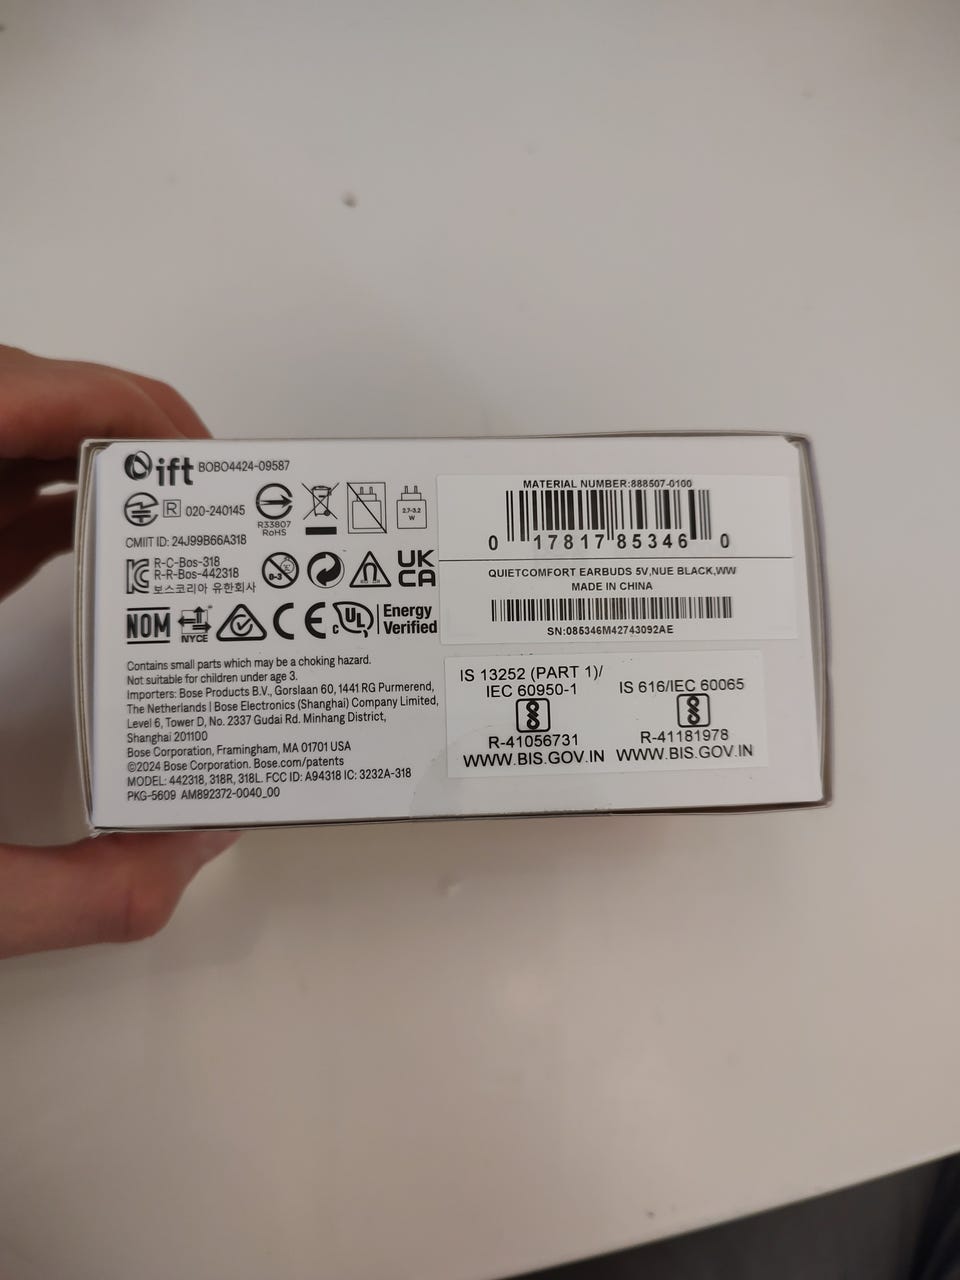 ift BOBO4424-09587
R 020-240145
R33807
RoHS
2.7-3.2
W
CMIIT ID: 24J99B66A318
R-C-Bos-318
R-R-Bos-442318
보스코리아 유한회사
0-3
UK
CA
NOM
NYCE
CE
c UL
Energy
Verified
Contains small parts which may be a choking hazard.
Not suitable for children under age 3.
Importers: Bose Products B.V., Gorslaan 60, 1441 RG Purmerend,
The Netherlands | Bose Electronics (Shanghai) Company Limited,
Level 6, Tower D, No. 2337 Gudai Rd. Minhang District,
Shanghai 201100
Bose Corporation, Framingham, MA 01701 USA
©2024 Bose Corporation. Bose.com/patents
MODEL: 442318, 318R, 318L. FCC ID: A94318 IC: 3232A-318
PKG-5609 AM892372-0040_00
MATERIAL NUMBER:888507-0100
0 17817 85346 0
QUIETCOMFORT EARBUDS 5V,NUE BLACK,WW
MADE IN CHINA
SN:085346M42743092AE
IS 13252 (PART 1)/
IEC 60950-1
R-41056731
WWW.BIS.GOV.IN
IS 616/IEC 60065
R-41181978
WWW.BIS.GOV.IN